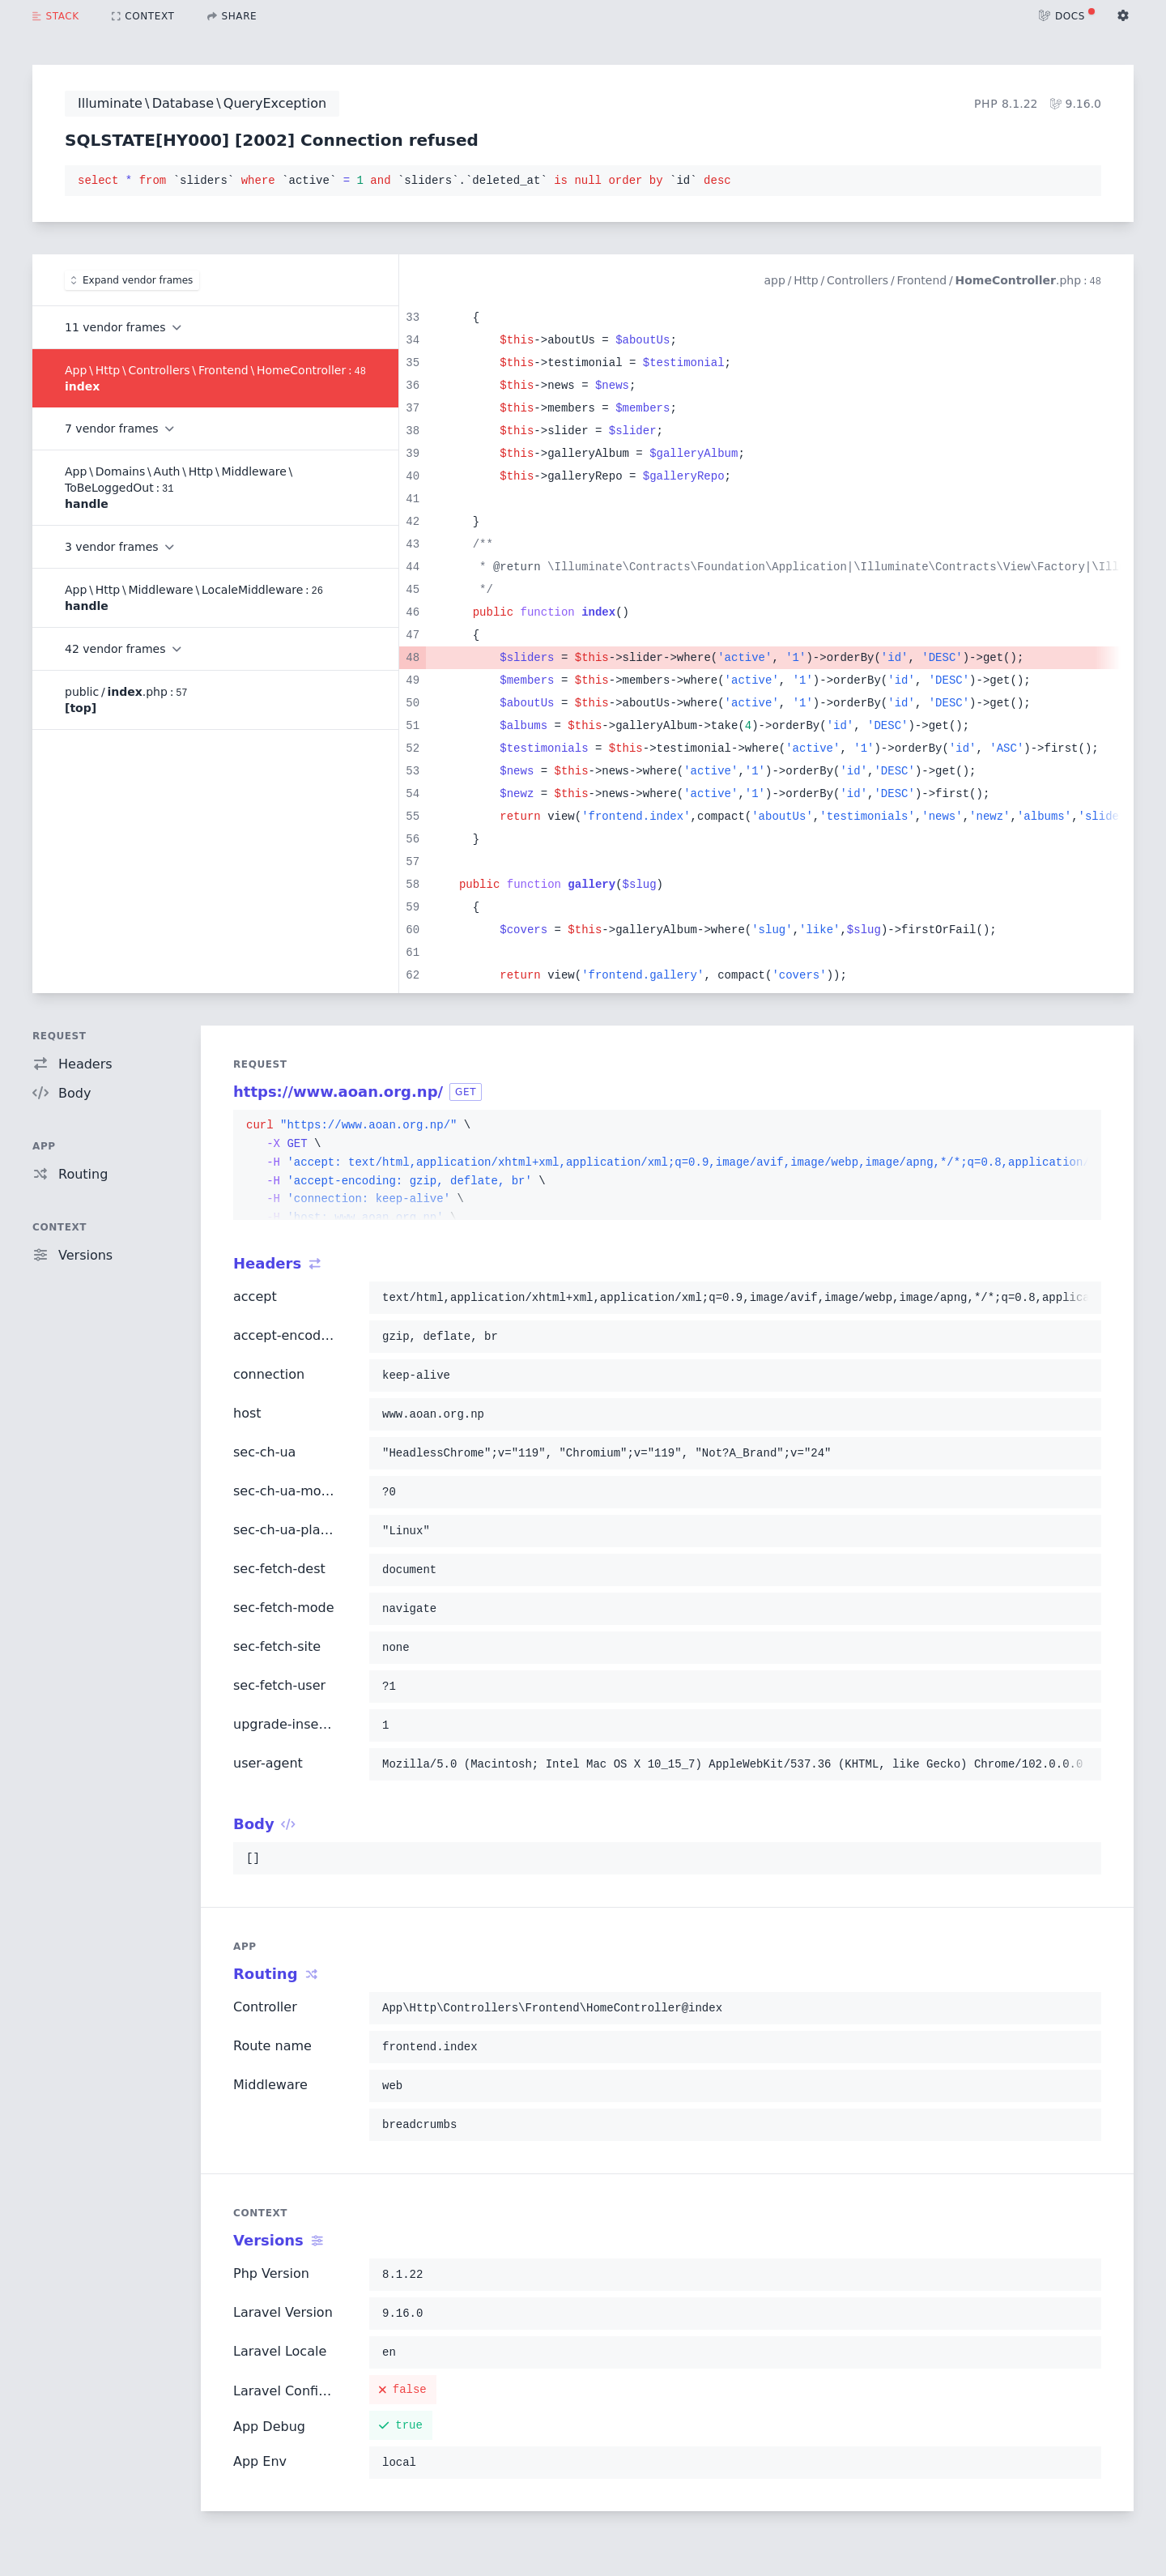 STACK
CONTEXT
SHARE
DOCS
Illuminate\Database\QueryException
PHP 8.1.22
9.16.0
SQLSTATE[HY000] [2002] Connection refused
select * from `sliders` where `active` = 1 and `sliders`.`deleted_at` is null order by `id` desc
Expand vendor frames
11 vendor frames
App\Http\Controllers\Frontend\HomeController:48
index
7 vendor frames
App\Domains\Auth\Http\Middleware\
ToBeLoggedOut:31
handle
3 vendor frames
App\Http\Middleware\LocaleMiddleware:26
handle
42 vendor frames
public/index.php:57
[top]
app/Http/Controllers/Frontend/HomeController.php:48
33 {
34 $this->aboutUs = $aboutUs;
35 $this->testimonial = $testimonial;
36 $this->news = $news;
37 $this->members = $members;
38 $this->slider = $slider;
39 $this->galleryAlbum = $galleryAlbum;
40 $this->galleryRepo = $galleryRepo;
41
42 }
43 /**
44 * @return \Illuminate\Contracts\Foundation\Application|\Illuminate\Contracts\View\Factory|\Ill
45 */
46 public function index()
47 {
48 $sliders = $this->slider->where('active', '1')->orderBy('id', 'DESC')->get();
49 $members = $this->members->where('active', '1')->orderBy('id', 'DESC')->get();
50 $aboutUs = $this->aboutUs->where('active', '1')->orderBy('id', 'DESC')->get();
51 $albums = $this->galleryAlbum->take(4)->orderBy('id', 'DESC')->get();
52 $testimonials = $this->testimonial->where('active', '1')->orderBy('id', 'ASC')->first();
53 $news = $this->news->where('active','1')->orderBy('id','DESC')->get();
54 $newz = $this->news->where('active','1')->orderBy('id','DESC')->first();
55 return view('frontend.index',compact('aboutUs','testimonials','news','newz','albums','slide
56 }
57
58 public function gallery($slug)
59 {
60 $covers = $this->galleryAlbum->where('slug','like',$slug)->firstOrFail();
61
62 return view('frontend.gallery', compact('covers'));
REQUEST
Headers
Body
APP
Routing
CONTEXT
Versions
REQUEST
https://www.aoan.org.np/ GET
curl "https://www.aoan.org.np/" \
-X GET \
-H 'accept: text/html,application/xhtml+xml,application/xml;q=0.9,image/avif,image/webp,image/apng,*/*;q=0.8,application/
-H 'accept-encoding: gzip, deflate, br' \
-H 'connection: keep-alive' \
-H 'host: www.aoan.org.np' \
Headers
accept text/html,application/xhtml+xml,application/xml;q=0.9,image/avif,image/webp,image/apng,*/*;q=0.8,applica
accept-encod… gzip, deflate, br
connection keep-alive
host www.aoan.org.np
sec-ch-ua "HeadlessChrome";v="119", "Chromium";v="119", "Not?A_Brand";v="24"
sec-ch-ua-mo… ?0
sec-ch-ua-pla… "Linux"
sec-fetch-dest document
sec-fetch-mode navigate
sec-fetch-site none
sec-fetch-user ?1
upgrade-inse… 1
user-agent Mozilla/5.0 (Macintosh; Intel Mac OS X 10_15_7) AppleWebKit/537.36 (KHTML, like Gecko) Chrome/102.0.0.0
Body
[]
APP
Routing
Controller App\Http\Controllers\Frontend\HomeController@index
Route name frontend.index
Middleware web
breadcrumbs
CONTEXT
Versions
Php Version 8.1.22
Laravel Version 9.16.0
Laravel Locale en
Laravel Confi… false
App Debug true
App Env local